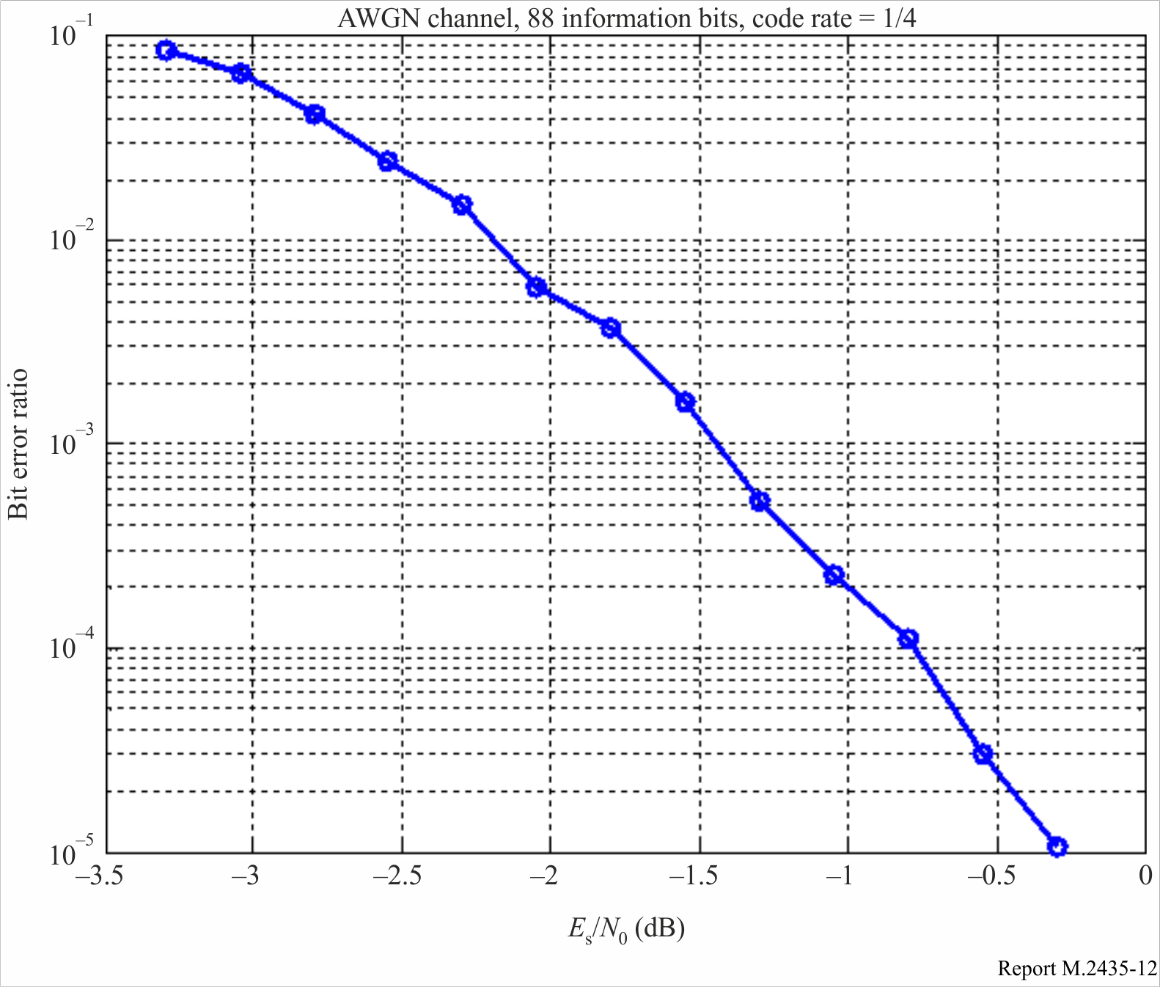 AWGN channel, 88 information bits, code rate = 1/4
10⁻¹
10⁻²
10⁻³
10⁻⁴
10⁻⁵
Bit error ratio
–3.5 –3 –2.5 –2 –1.5 –1 –0.5 0
Eₛ/N₀ (dB)
Report M.2435-12